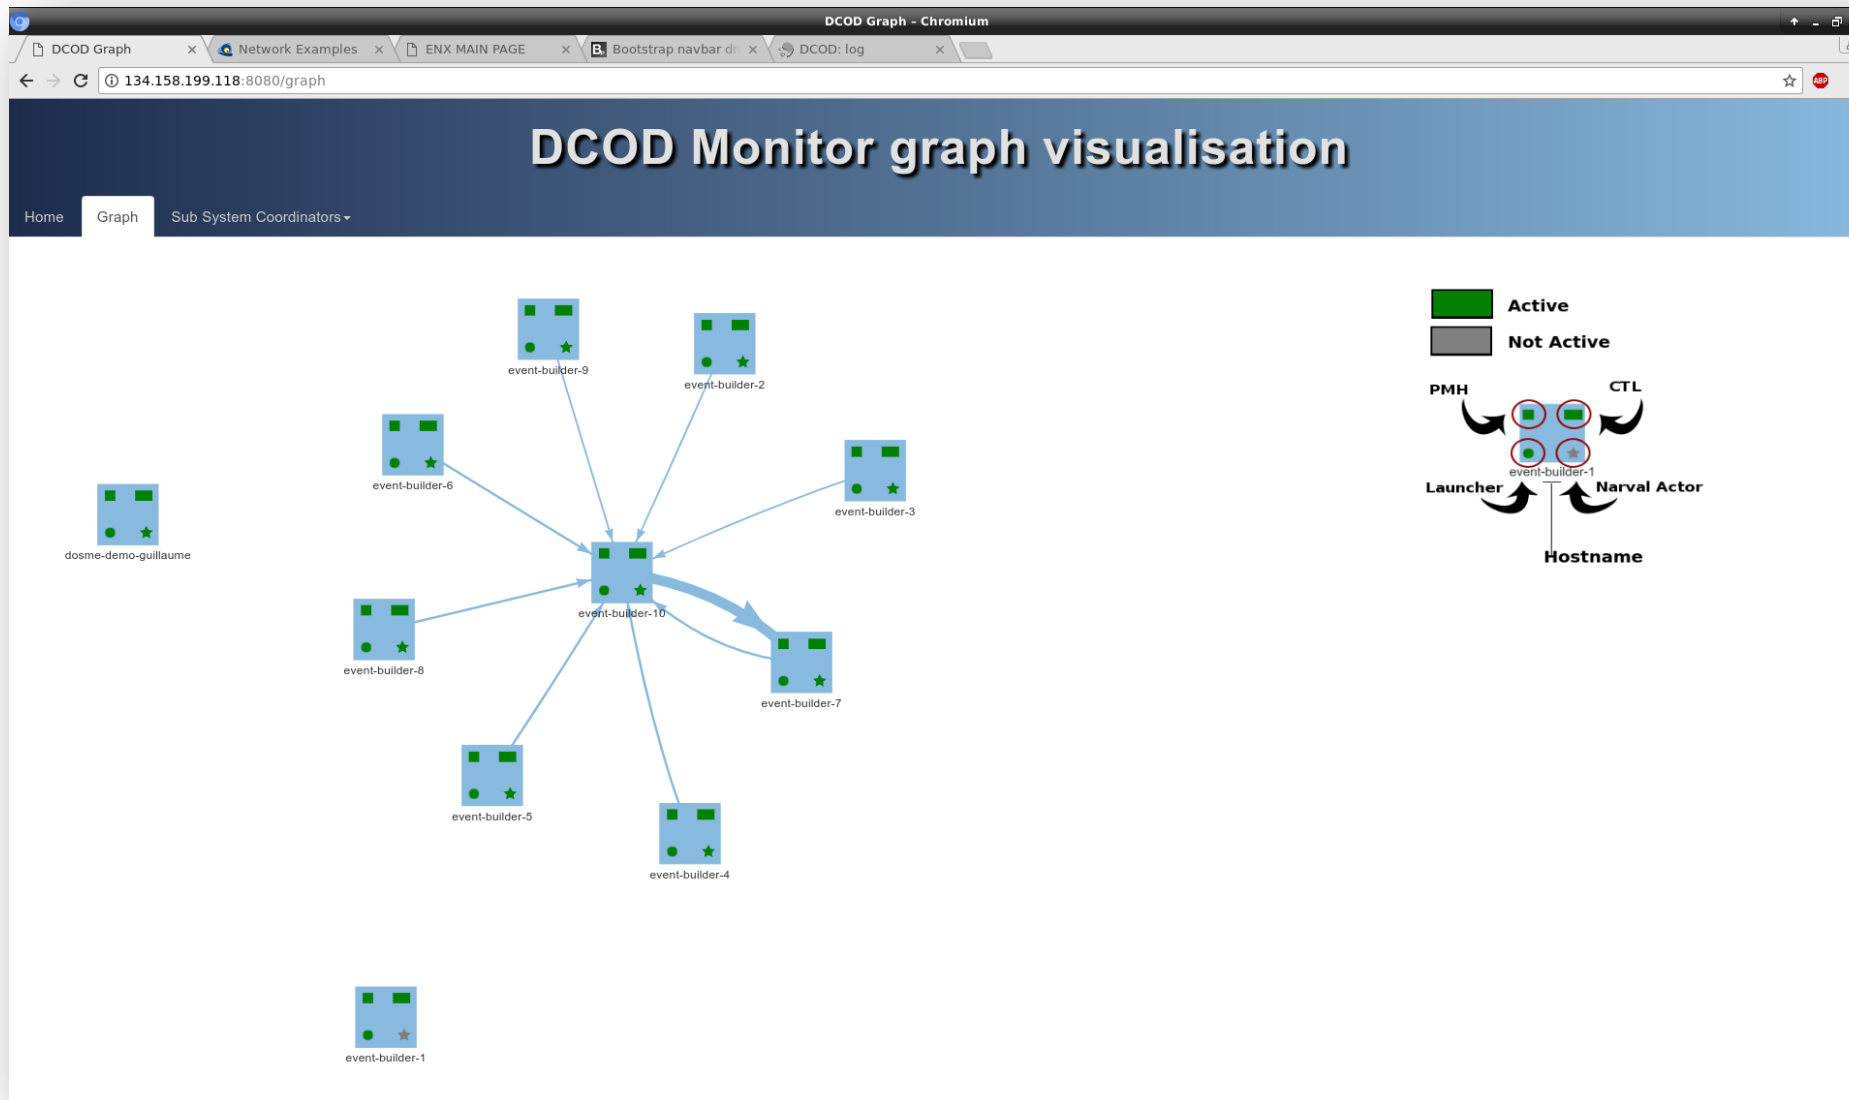 DCOD Graph – Chromium
DCOD Graph
Network Examples
ENX MAIN PAGE
Bootstrap navbar dr
DCOD: log
134.158.199.118:8080/graph
ABP
DCOD Monitor graph visualisation
Home
Graph
Sub System Coordinators
Active
Not Active
event-builder-9
event-builder-2
PMH
CTL
event-builder-1
event-builder-6
Launcher
Narval Actor
event-builder-3
dosme-demo-guillaume
Hostname
event-builder-10
event-builder-8
event-builder-7
event-builder-5
event-builder-4
event-builder-1